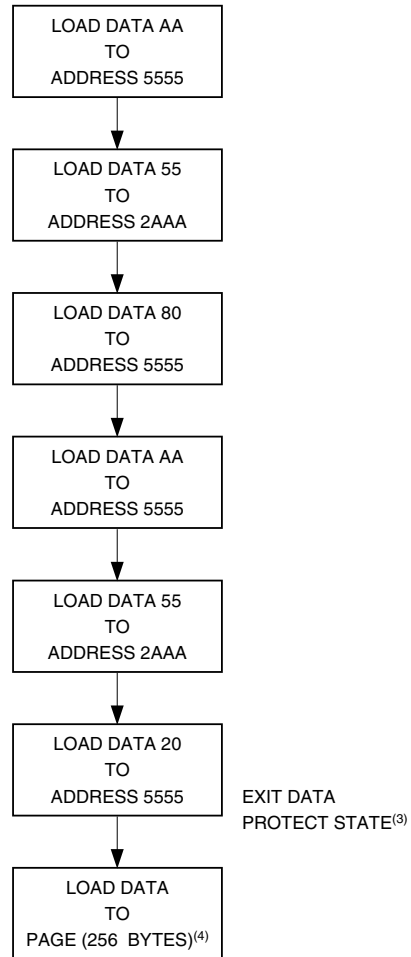 LOAD DATA AA
TO
ADDRESS 5555
LOAD DATA 55
TO
ADDRESS 2AAA
LOAD DATA 80
TO
ADDRESS 5555
LOAD DATA AA
TO
ADDRESS 5555
LOAD DATA 55
TO
ADDRESS 2AAA
LOAD DATA 20
TO
ADDRESS 5555
EXIT DATA
PROTECT STATE(3)
LOAD DATA
TO
PAGE (256 BYTES)(4)